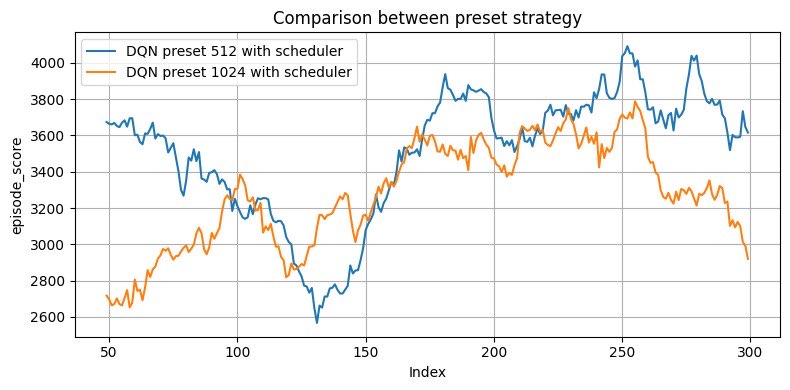 Comparison between preset strategy
DQN preset 512 with scheduler
DQN preset 1024 with scheduler
episode_score
4000
3800
3600
3400
3200
3000
2800
2600
50
100
150
200
250
300
Index